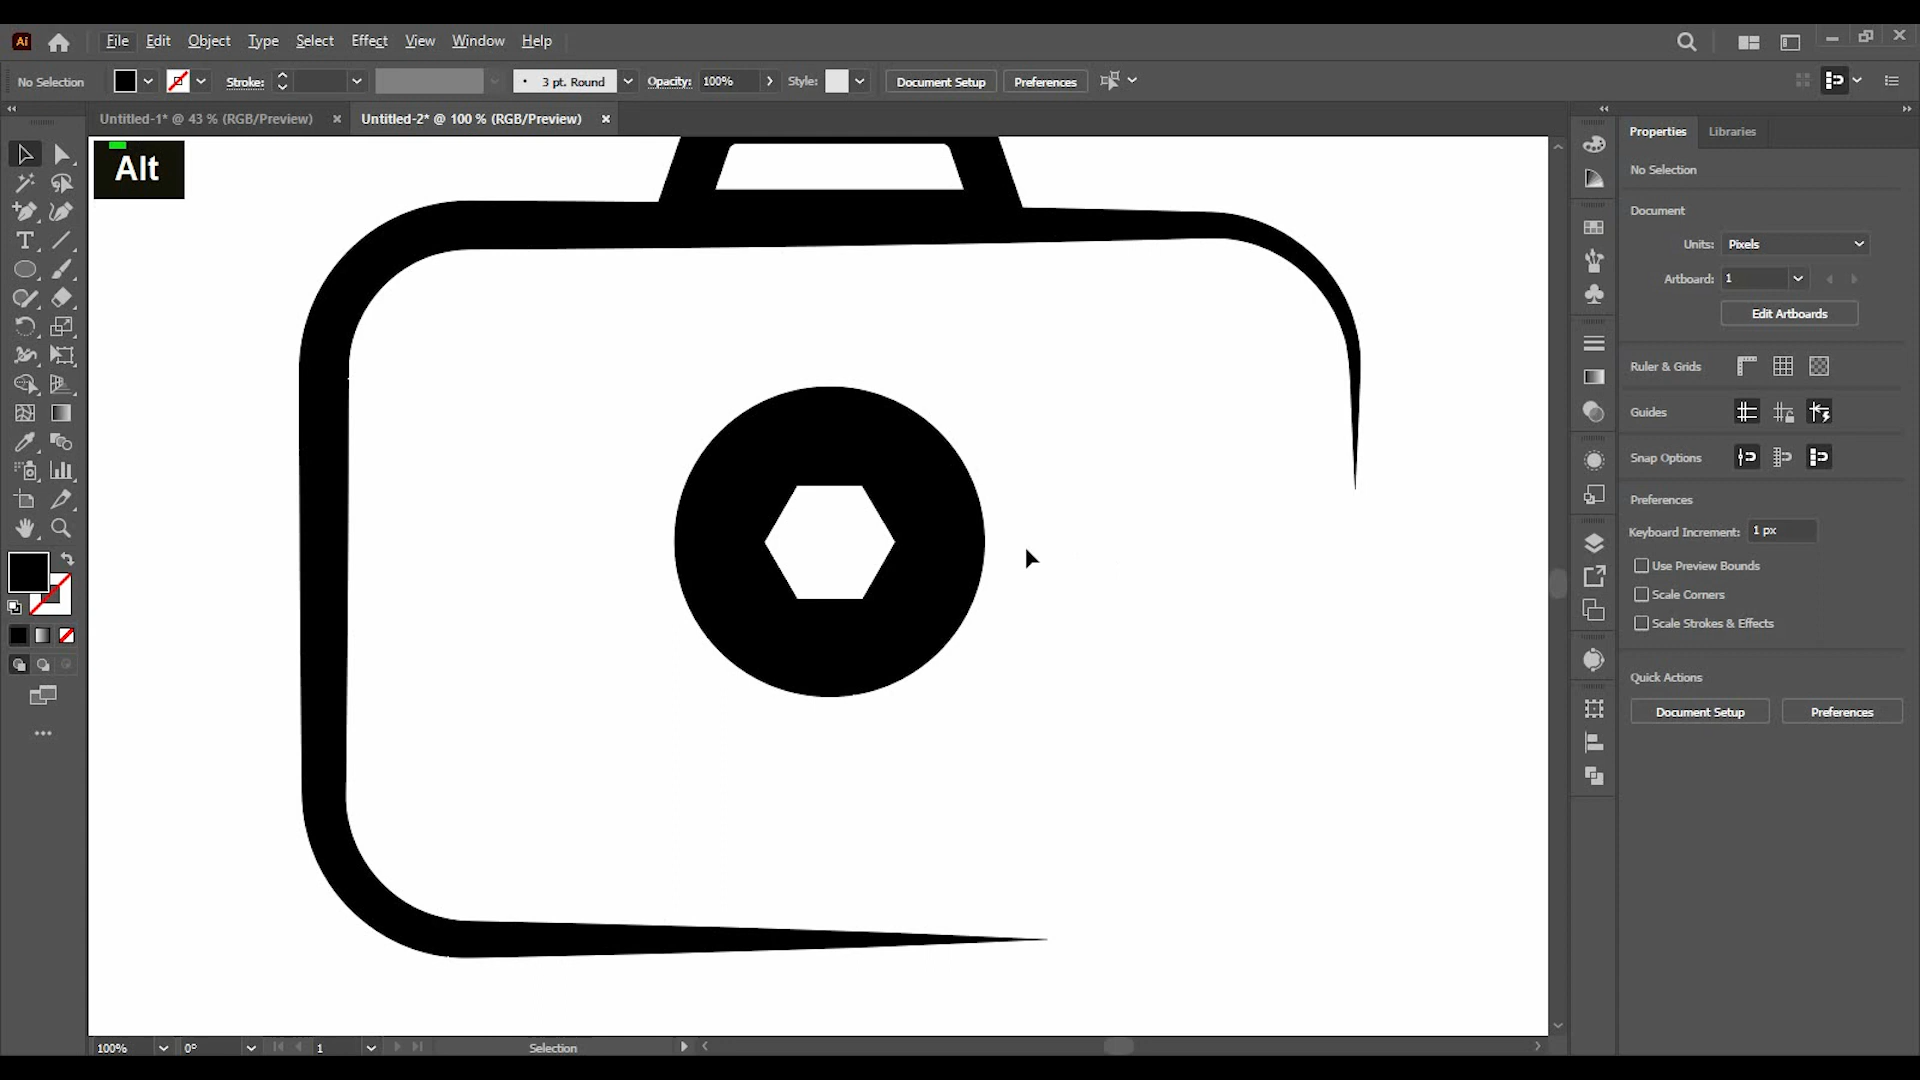 Ai File Edit Object Type Select Effect View Window Help
No Selection Stroke: 3 pt. Round Opacity: 100% Style: Document Setup Preferences
Untitled-1* @ 43 % (RGB/Preview) × Untitled-2* @ 100 % (RGB/Preview) ×
Properties Libraries
Alt
No Selection
Document
Units: Pixels
Artboard: 1
Edit Artboards
Ruler & Grids
Guides
Snap Options
Preferences
Keyboard Increment: 1 px
Use Preview Bounds
Scale Corners
Scale Strokes & Effects
Quick Actions
Document Setup Preferences
100% 0° 1 Selection